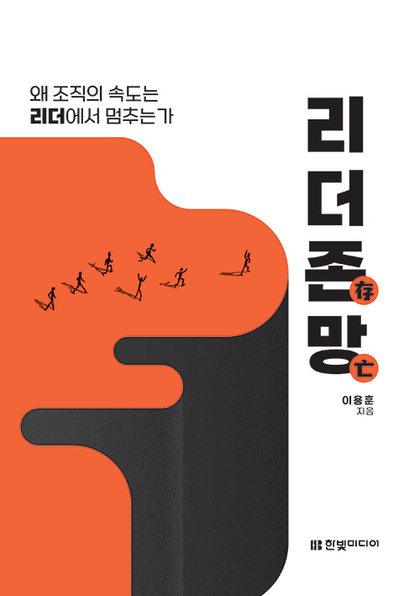 왜 조직의 속도는
리더에서 멈추는가
리더존망
存
亡
이용훈
지음
한빛미디어